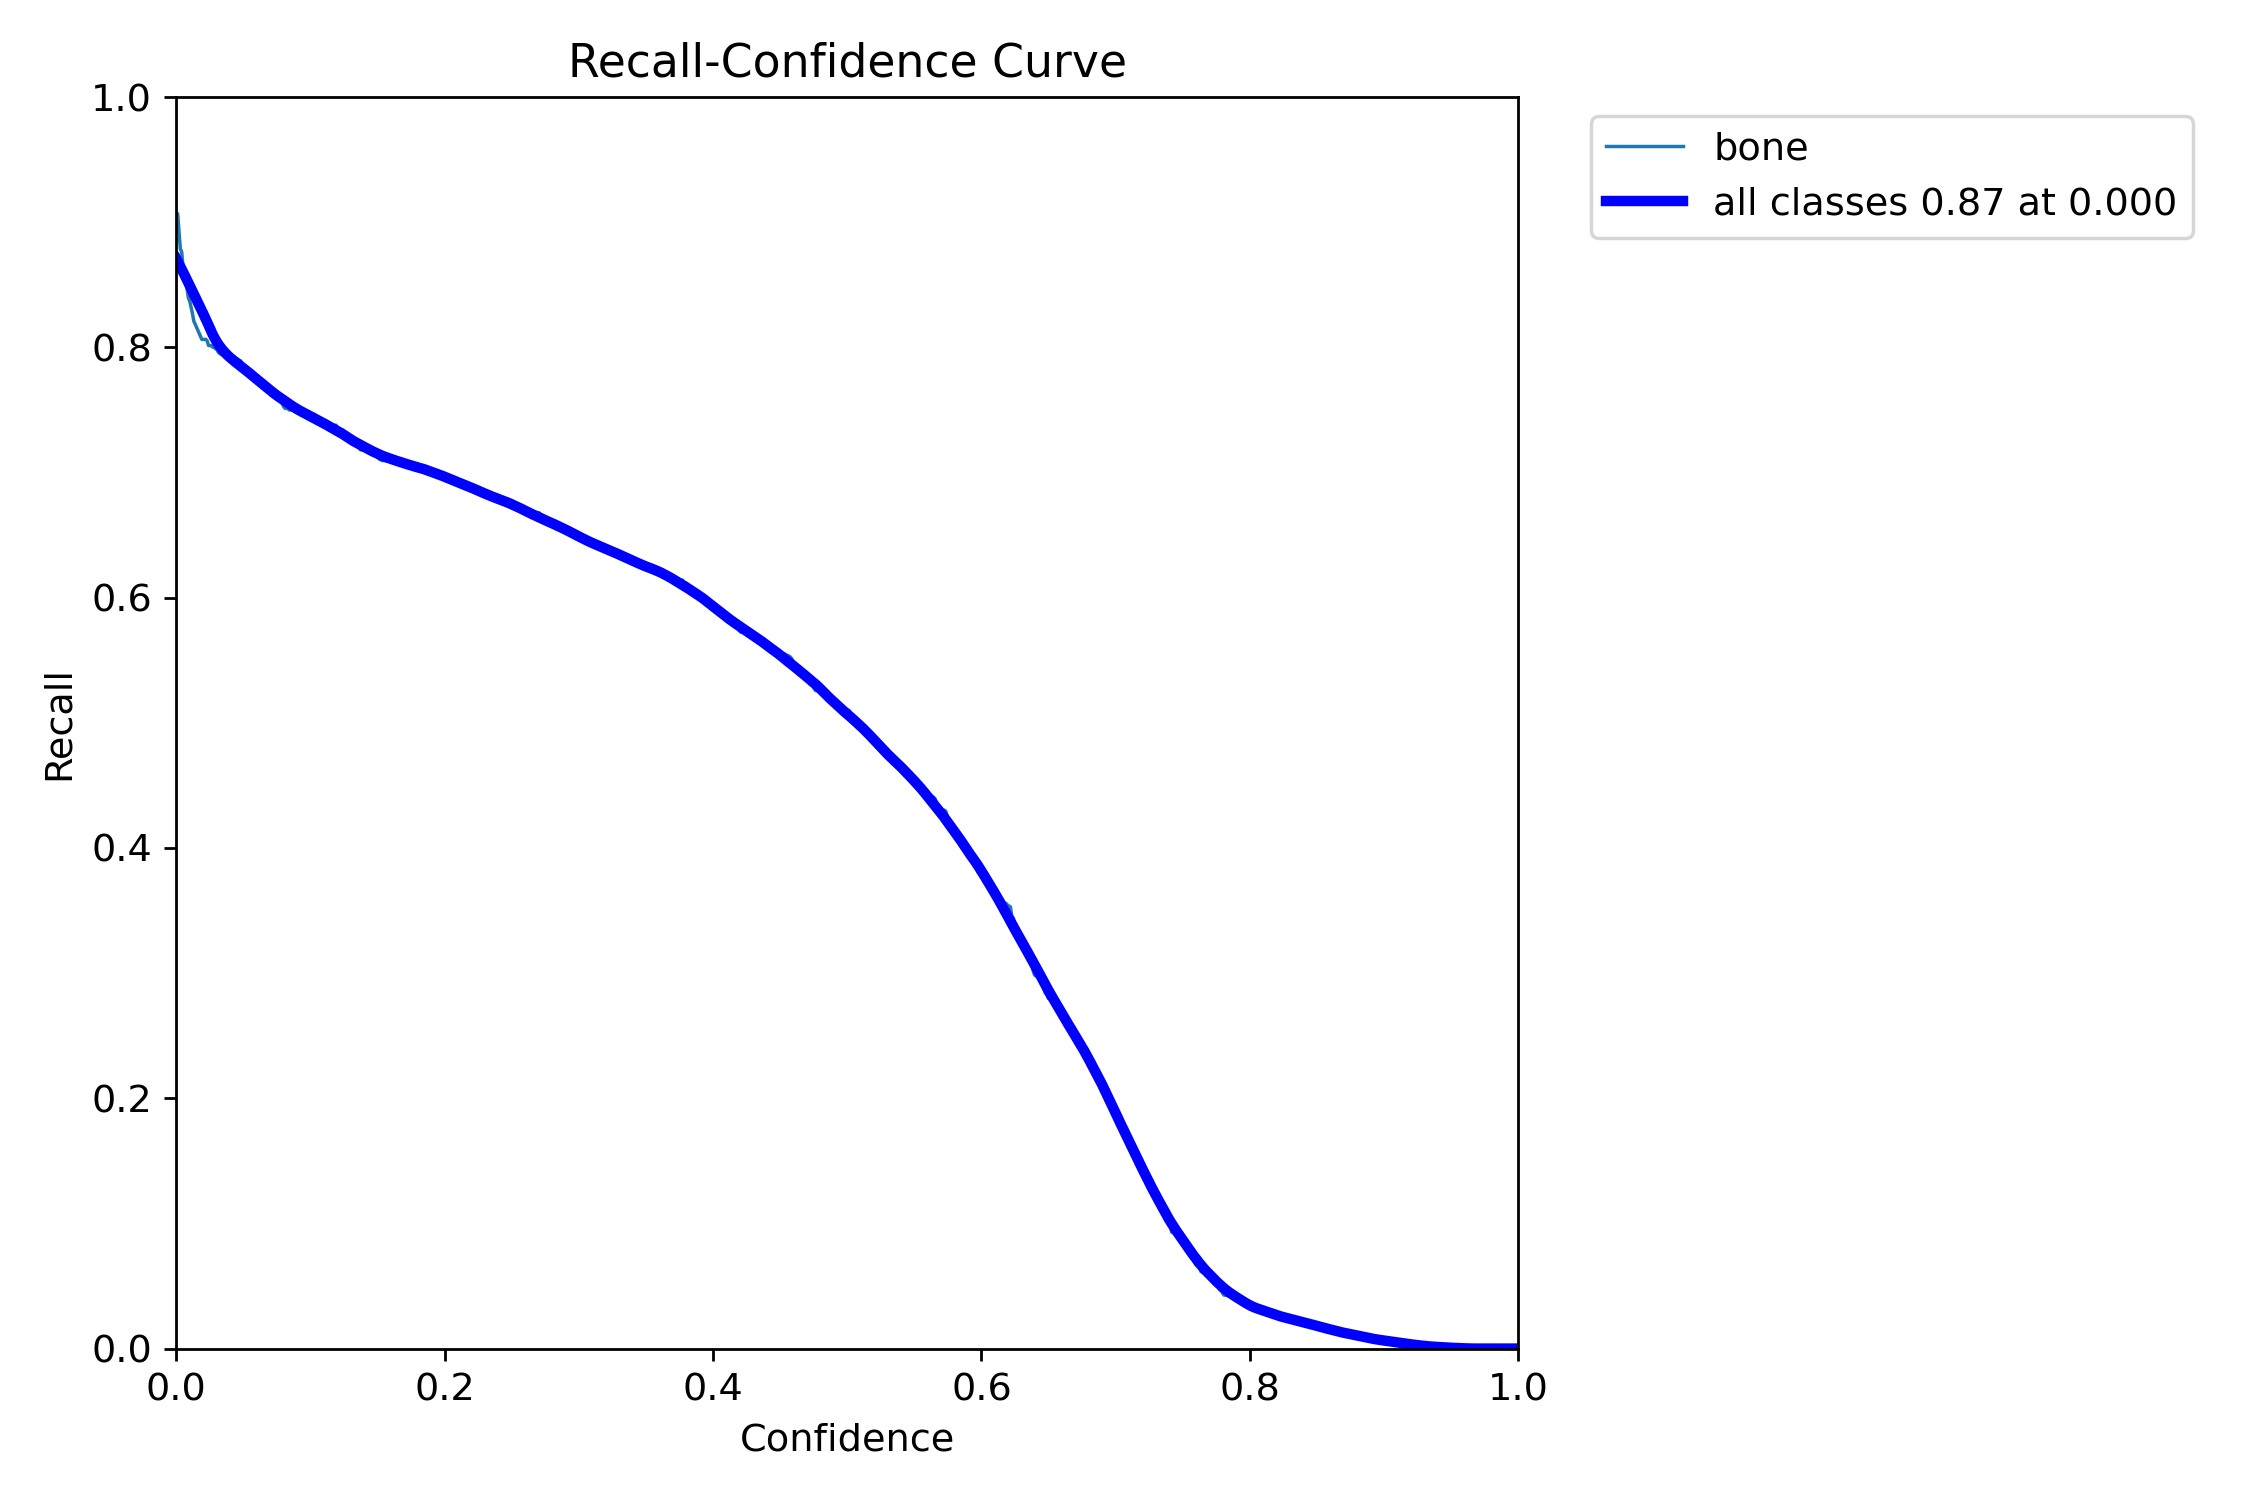 Recall-Confidence Curve
1.0
0.8
0.6
0.4
0.2
0.0
Recall
0.0 0.2 0.4 0.6 0.8 1.0
Confidence
bone
all classes 0.87 at 0.000